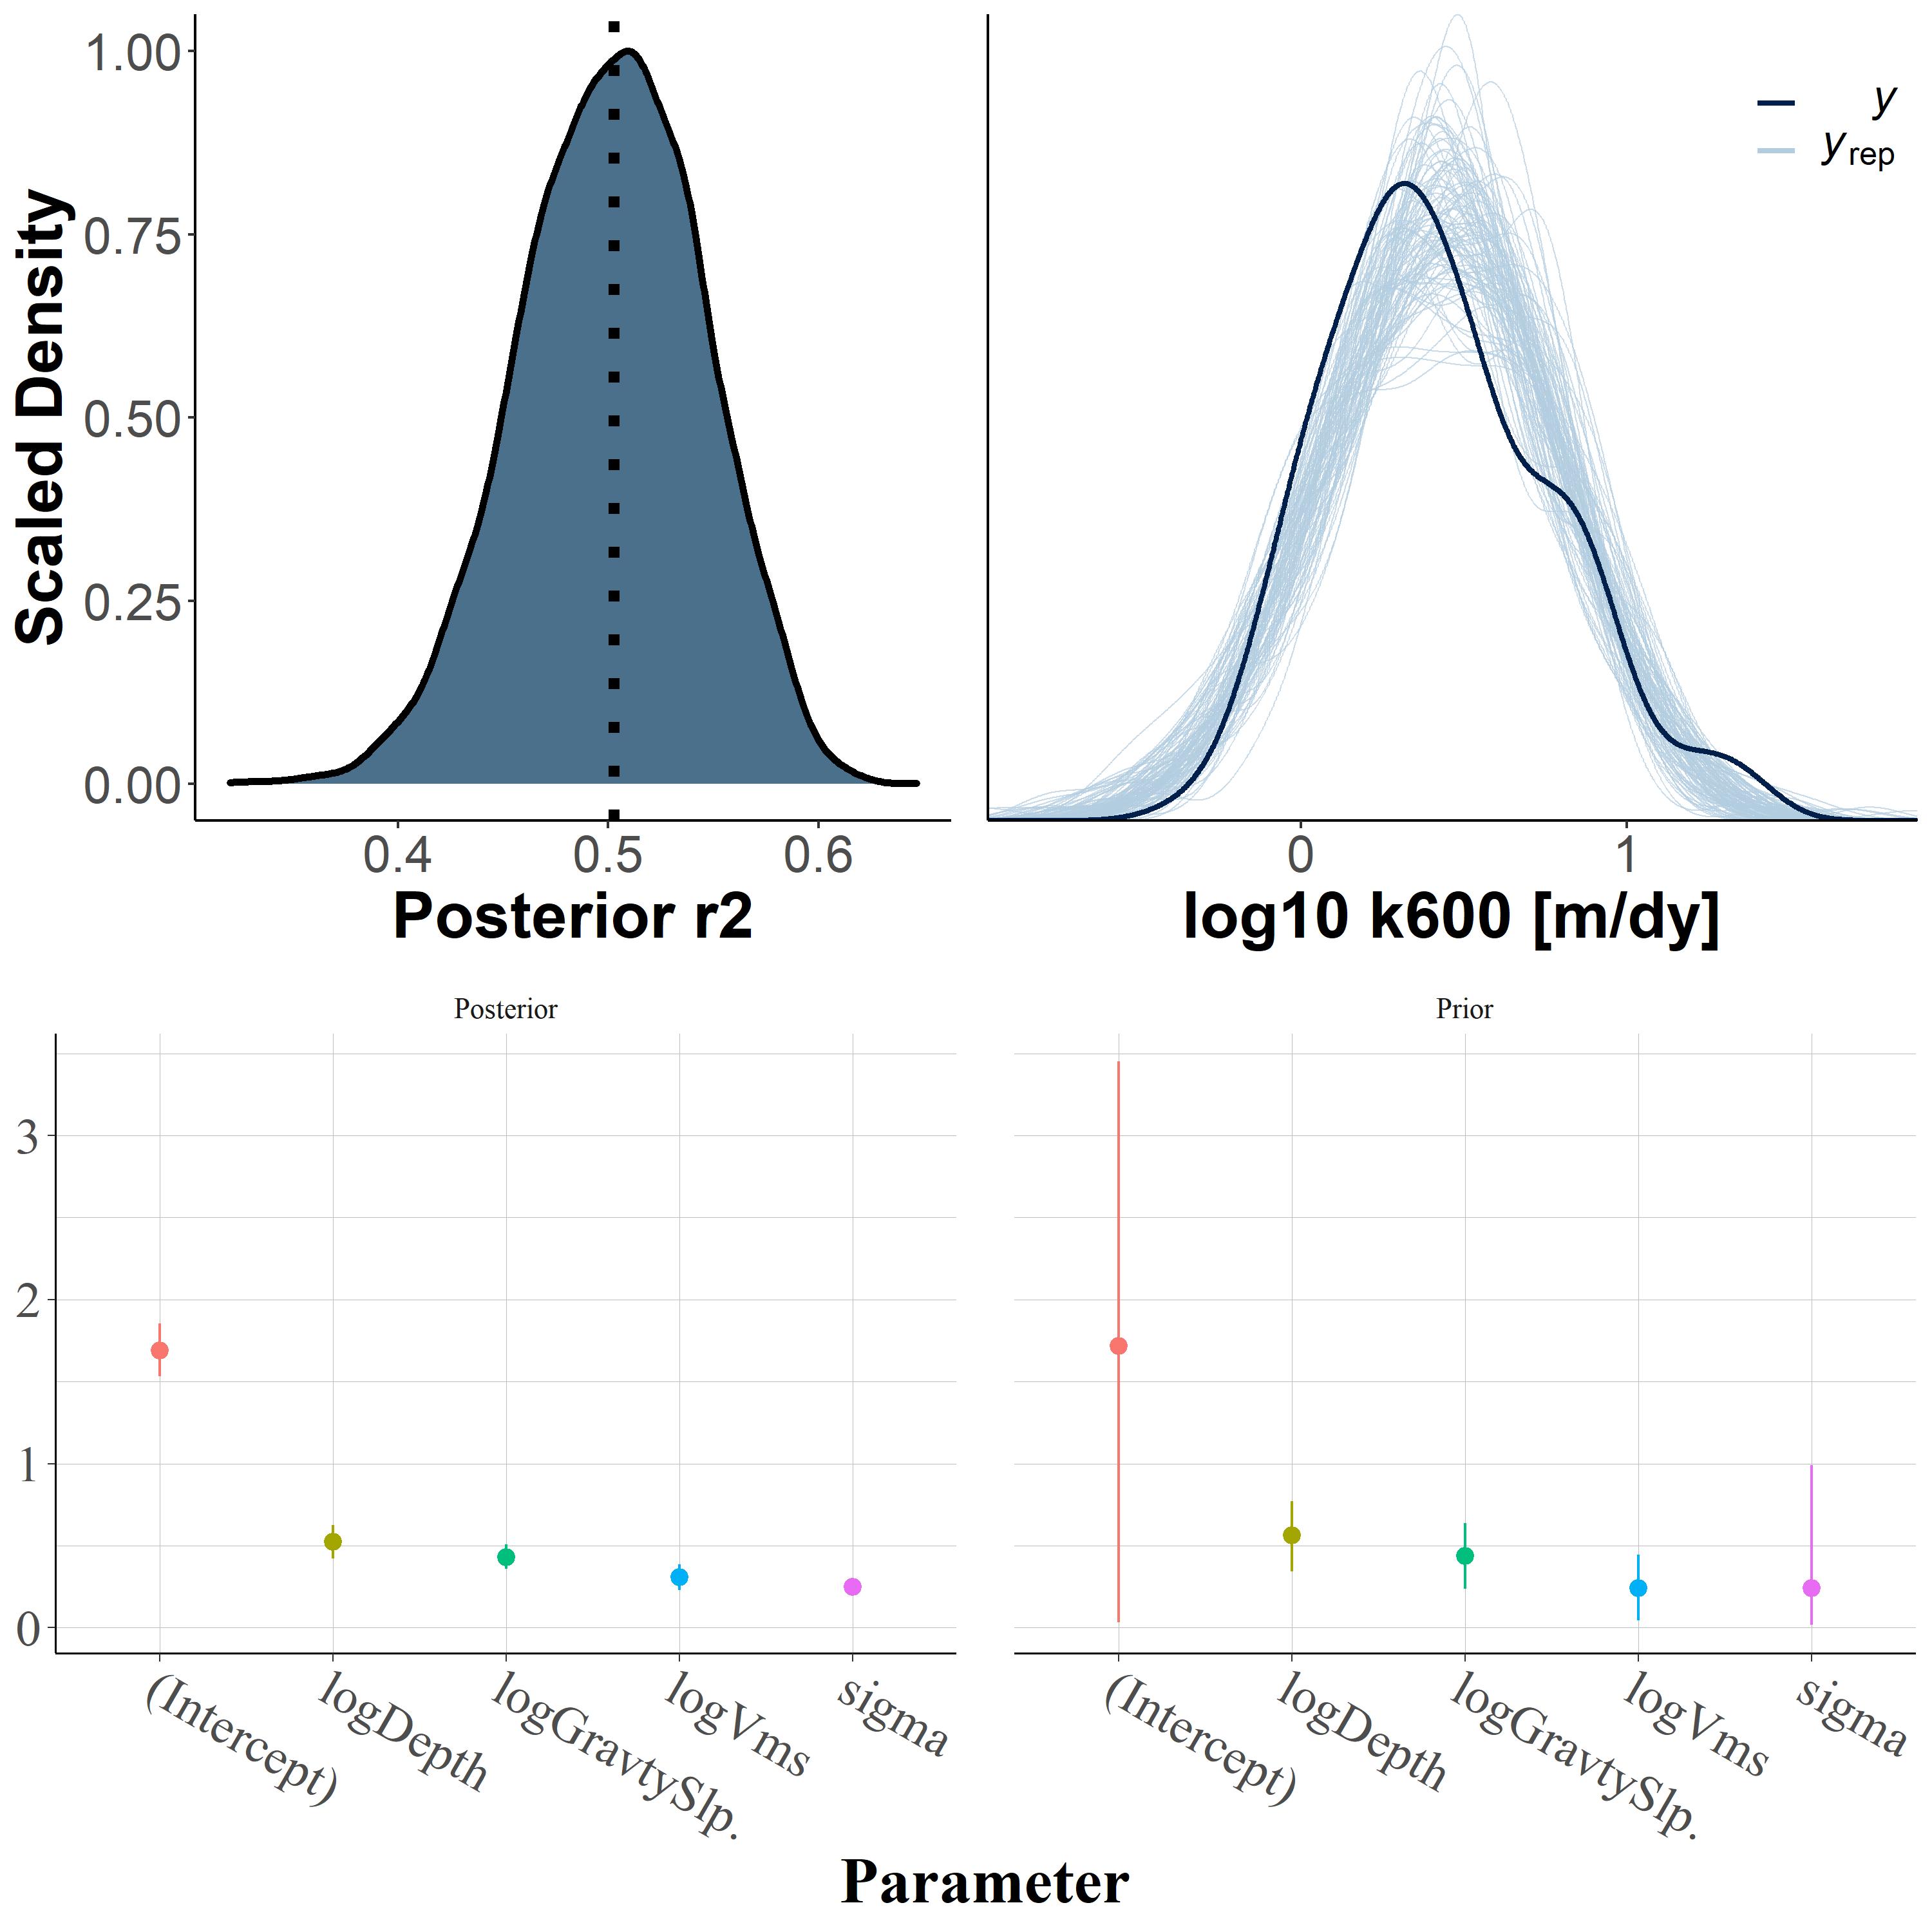 Scaled Density
1.00
0.75
0.50
0.25
0.00
0.4
0.5
0.6
Posterior r2
y
yrep
0
1
log10 k600 [m/dy]
Posterior
3
2
1
0
(Intercept)
logDepth
logGravtySlp.
logVms
sigma
Prior
(Intercept)
logDepth
logGravtySlp.
logVms
sigma
Parameter